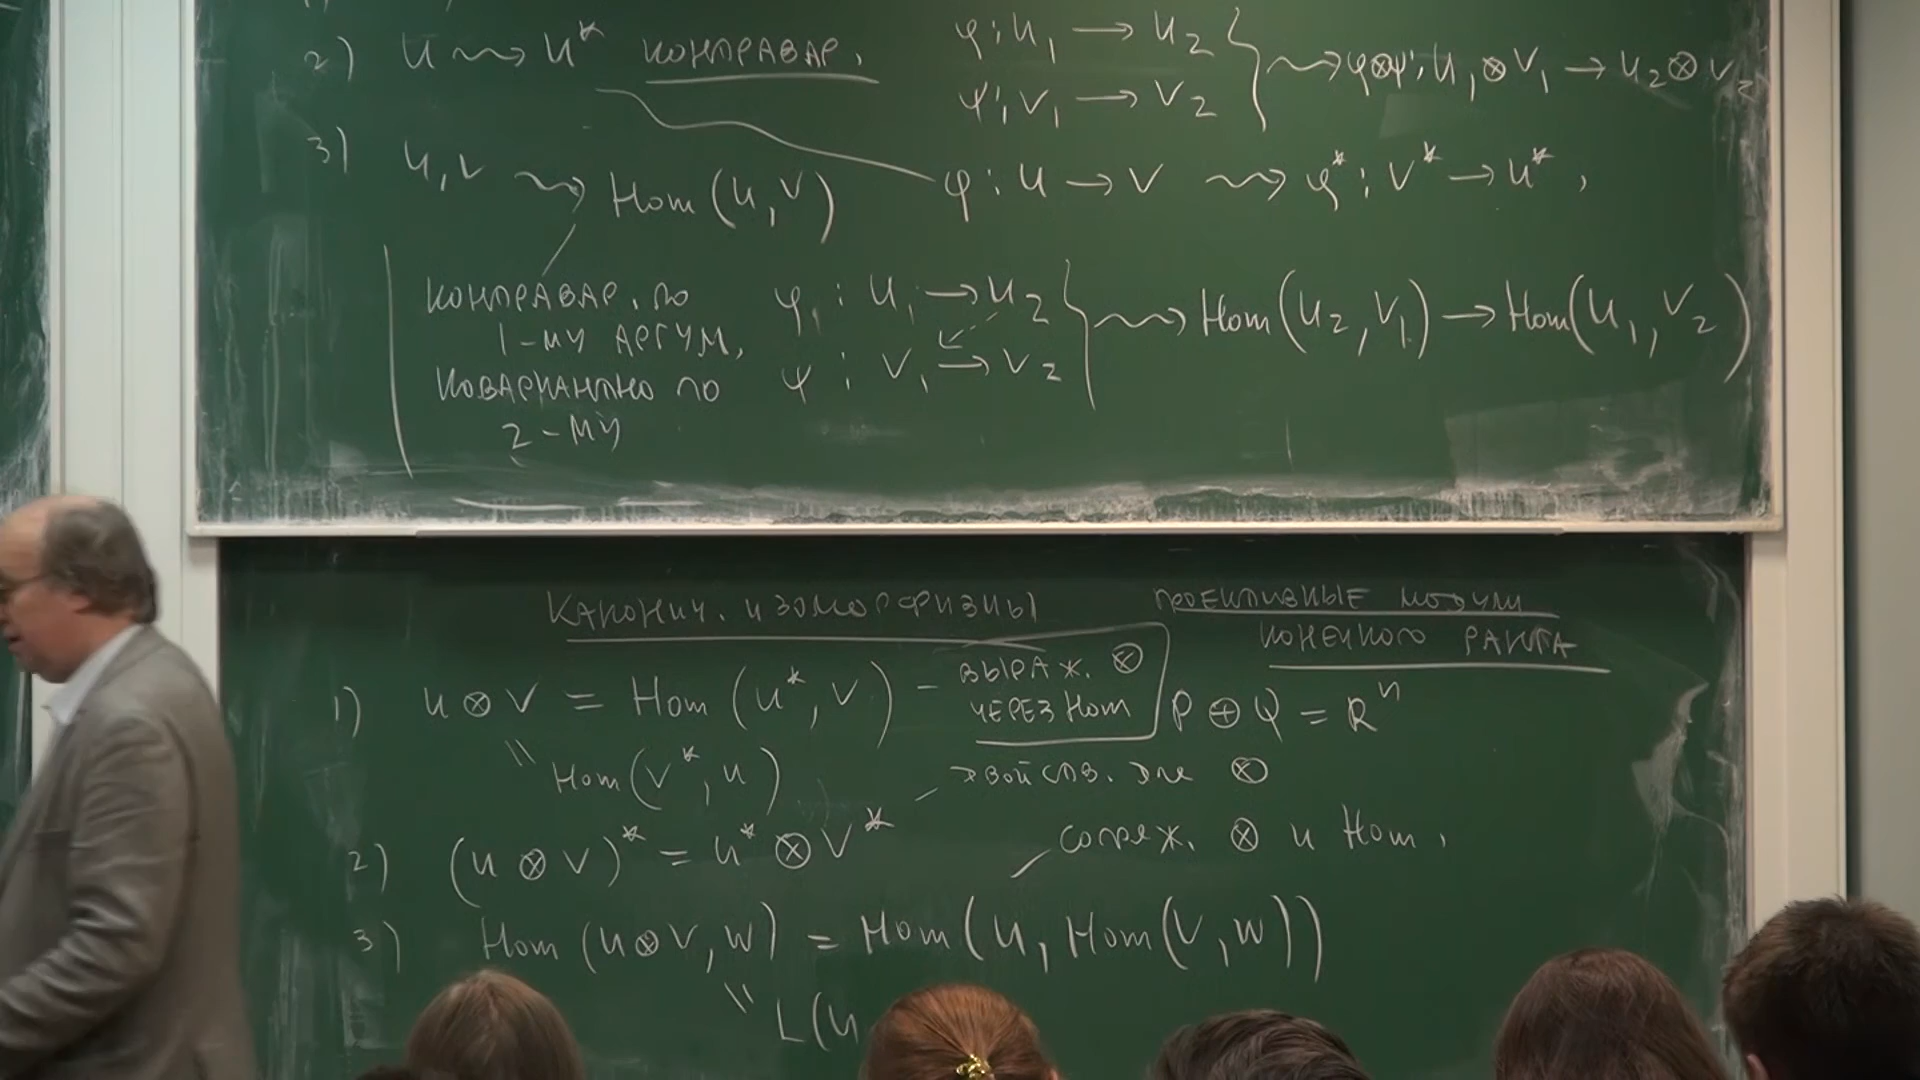 2) U ⇝ U* КОНТРАВАР.
φ : U₁ → U₂
ψ : V₁ → V₂
} ⇝ φ⊗ψ : U₁ ⊗ V₁ → U₂ ⊗ V₂
3) U, V ⇝ Hom (U, V)
φ : U → V ⇝ φ* : V* → U* ,
КОНТРАВАР. ПО
1-МУ АРГУМ,
КОВАРИАНТНО ПО
2-МУ
φ : U₁ → U₂
ψ : V₁ → V₂
} ⇝ Hom (U₂, V₁) → Hom (U₁, V₂)
КАНОНИЧ. ИЗОМОРФИЗМЫ
ПРОЕКТИВНЫЕ МОДУЛИ
КОНЕЧНОГО РАНГА
1) U ⊗ V = Hom (U*, V) – ВЫРАЖ. ⊗
ЧЕРЕЗ Hom
P ⊕ Q = Rⁿ
" Hom (V*, U)
– ДВОЙСТВ. ДЛЯ ⊗
2) (U ⊗ V)* = U* ⊗ V*
– СОПРЯЖ. ⊗ И Hom ,
3) Hom (U⊗V, W) = Hom (U, Hom (V, W))
" L(U